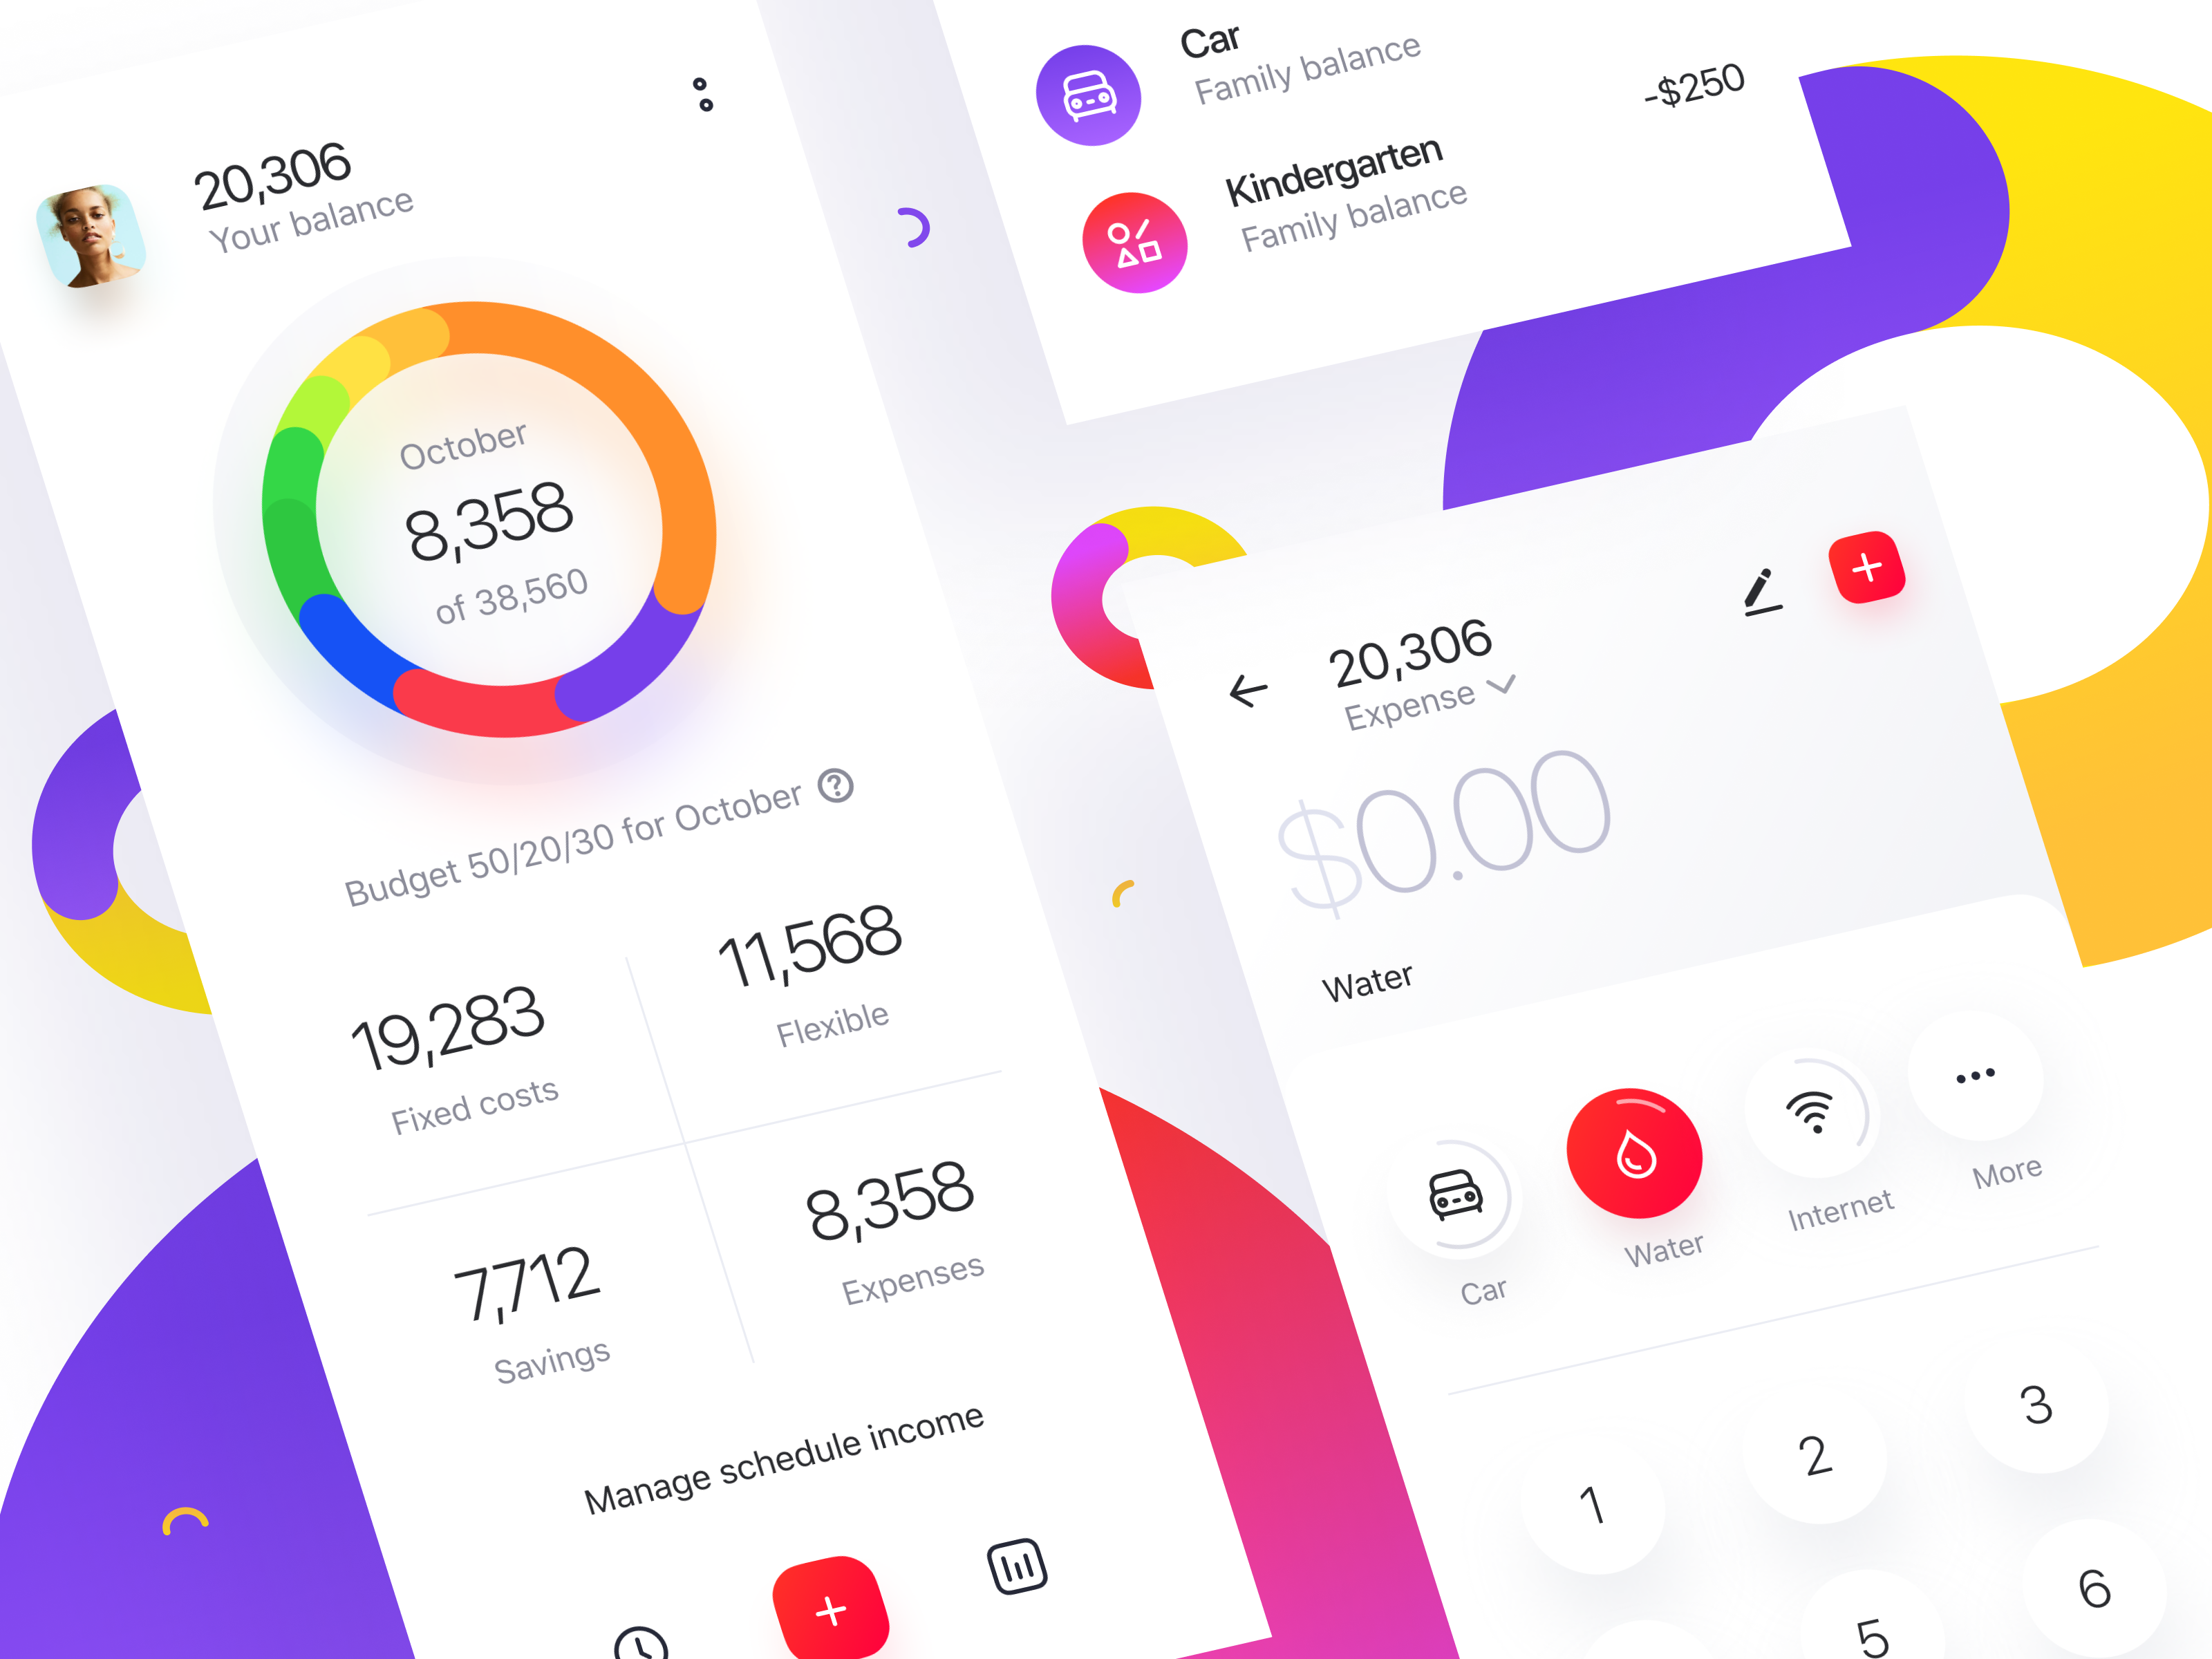 20,306
Your balance
October
8,358
of 38,560
Budget 50/20/30 for October ?
19,283
Fixed costs
11,568
Flexible
7,712
Savings
8,358
Expenses
Manage schedule income
Car
Family balance
-$250
Kindergarten
Family balance
20,306
Expense
$0.00
Water
Car
Water
Internet
More
1
2
3
5
6